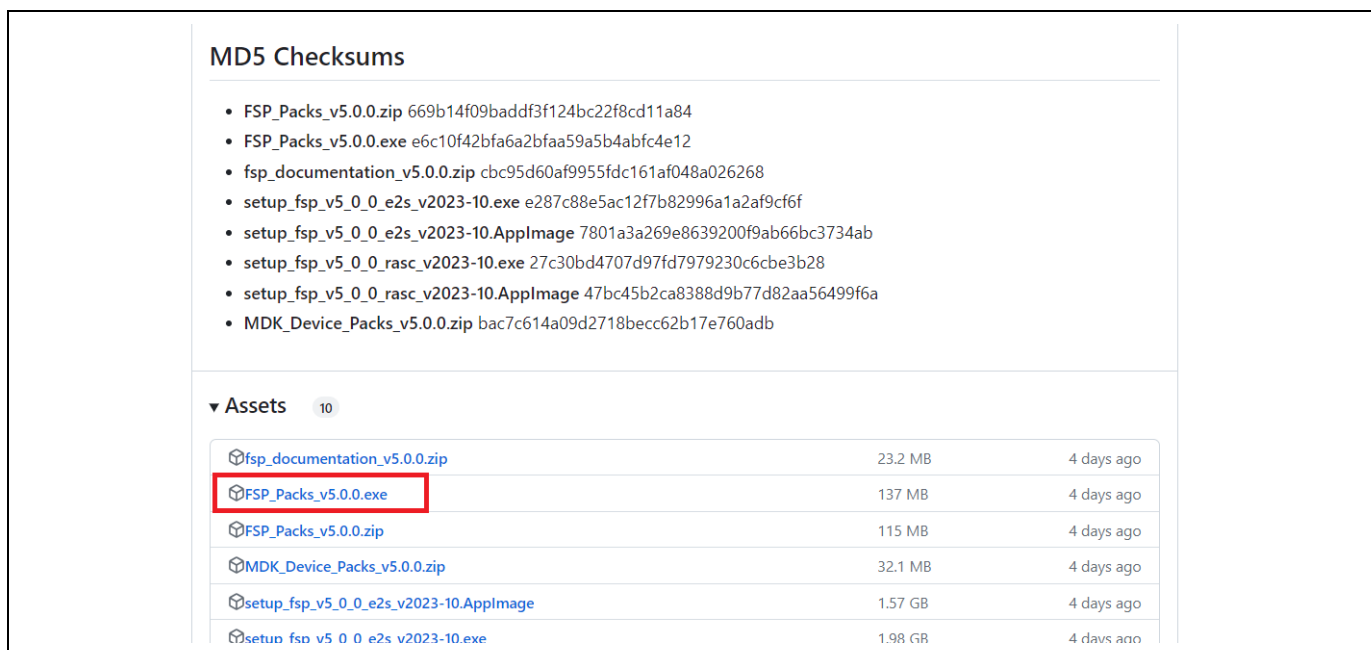 MD5 Checksums
• FSP_Packs_v5.0.0.zip 669b14f09baddf3f124bc22f8cd11a84
• FSP_Packs_v5.0.0.exe e6c10f42bfa6a2bfaa59a5b4abfc4e12
• fsp_documentation_v5.0.0.zip cbc95d60af9955fdc161af048a026268
• setup_fsp_v5_0_0_e2s_v2023-10.exe e287c88e5ac12f7b82996a1a2af9cf6f
• setup_fsp_v5_0_0_e2s_v2023-10.AppImage 7801a3a269e8639200f9ab66bc3734ab
• setup_fsp_v5_0_0_rasc_v2023-10.exe 27c30bd4707d97fd7979230c6cbe3b28
• setup_fsp_v5_0_0_rasc_v2023-10.AppImage 47bc45b2ca8388d9b77d82aa56499f6a
• MDK_Device_Packs_v5.0.0.zip bac7c614a09d2718becc62b17e760adb
▾ Assets 10
fsp_documentation_v5.0.0.zip 23.2 MB 4 days ago
FSP_Packs_v5.0.0.exe 137 MB 4 days ago
FSP_Packs_v5.0.0.zip 115 MB 4 days ago
MDK_Device_Packs_v5.0.0.zip 32.1 MB 4 days ago
setup_fsp_v5_0_0_e2s_v2023-10.AppImage 1.57 GB 4 days ago
setup_fsp_v5_0_0_e2s_v2023-10.exe 1.98 GB 4 days ago